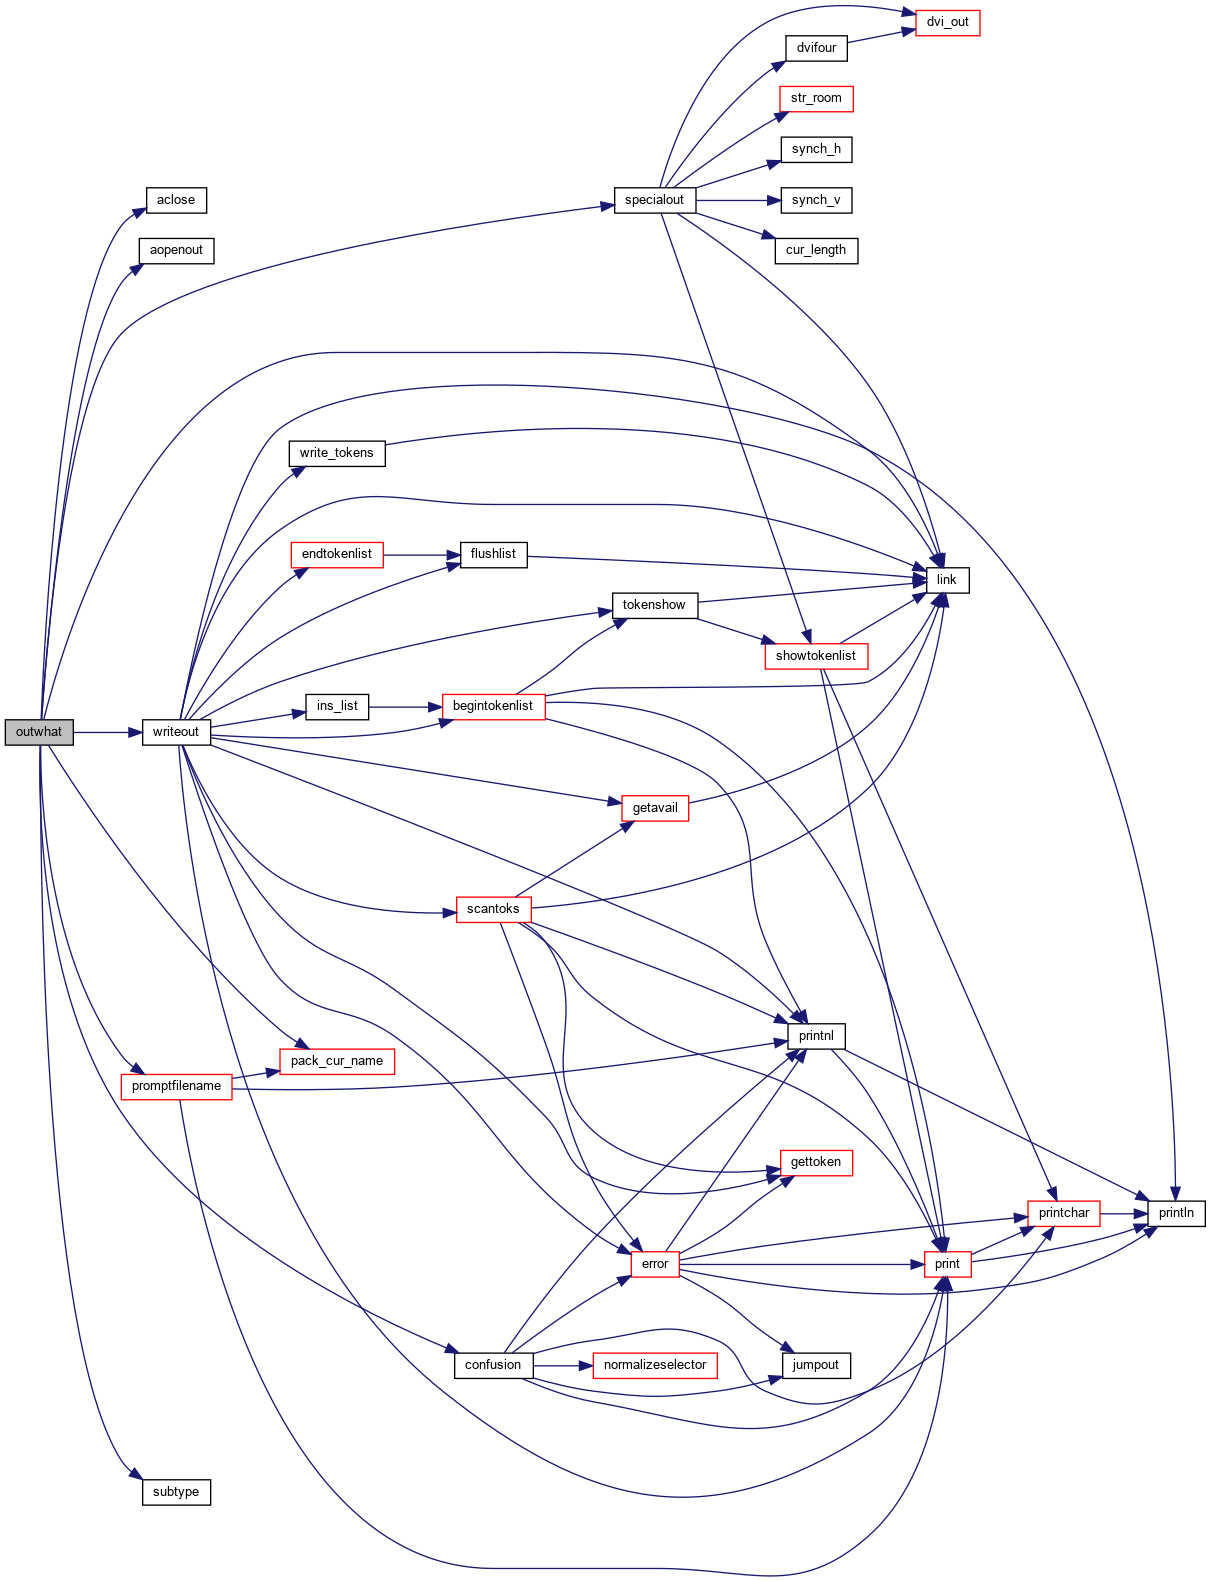 dvi_out
dvifour
str_room
synch_h
aclose
specialout
synch_v
aopenout
cur_length
write_tokens
endtokenlist
flushlist
link
tokenshow
showtokenlist
ins_list
begintokenlist
outwhat
writeout
getavail
scantoks
printnl
pack_cur_name
promptfilename
gettoken
printchar
println
error
print
confusion
normalizeselector
jumpout
subtype